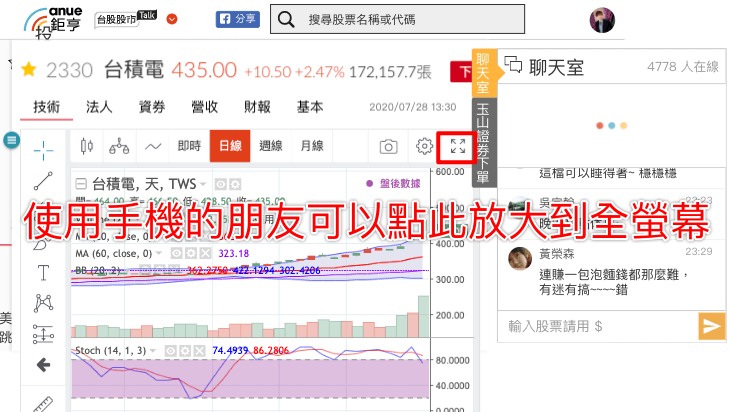 anue
鉅亨
投
台股股市 Talk
分享
搜尋股票名稱或代碼
2330 台積電 435.00 +10.50 +2.47% 172,157.7張
下
聊天室
玉山證券下單
聊天室 4778 人在線
技術 法人 資券 營收 財報 基本 2020/07/28 13:30
即時 日線 週線 月線
台積電, 天, TWS
盤後數據
600.00
使用手機的朋友可以點此放大到全螢幕
400.00
MA (60, close, 0) 323.18
BB (20, 2) 362.2750 422.1294 302.4206
300.00
200.00
Stoch (14, 1, 3) 74.4939 86.2806
80.0000
40.0000
20.0000
這檔可以睡得著~ 穩穩穩
黃榮森 23:29
連賺一包泡麵錢都那麼難，
有迷有搞~~~~錯
輸入股票請用 $
美
跳